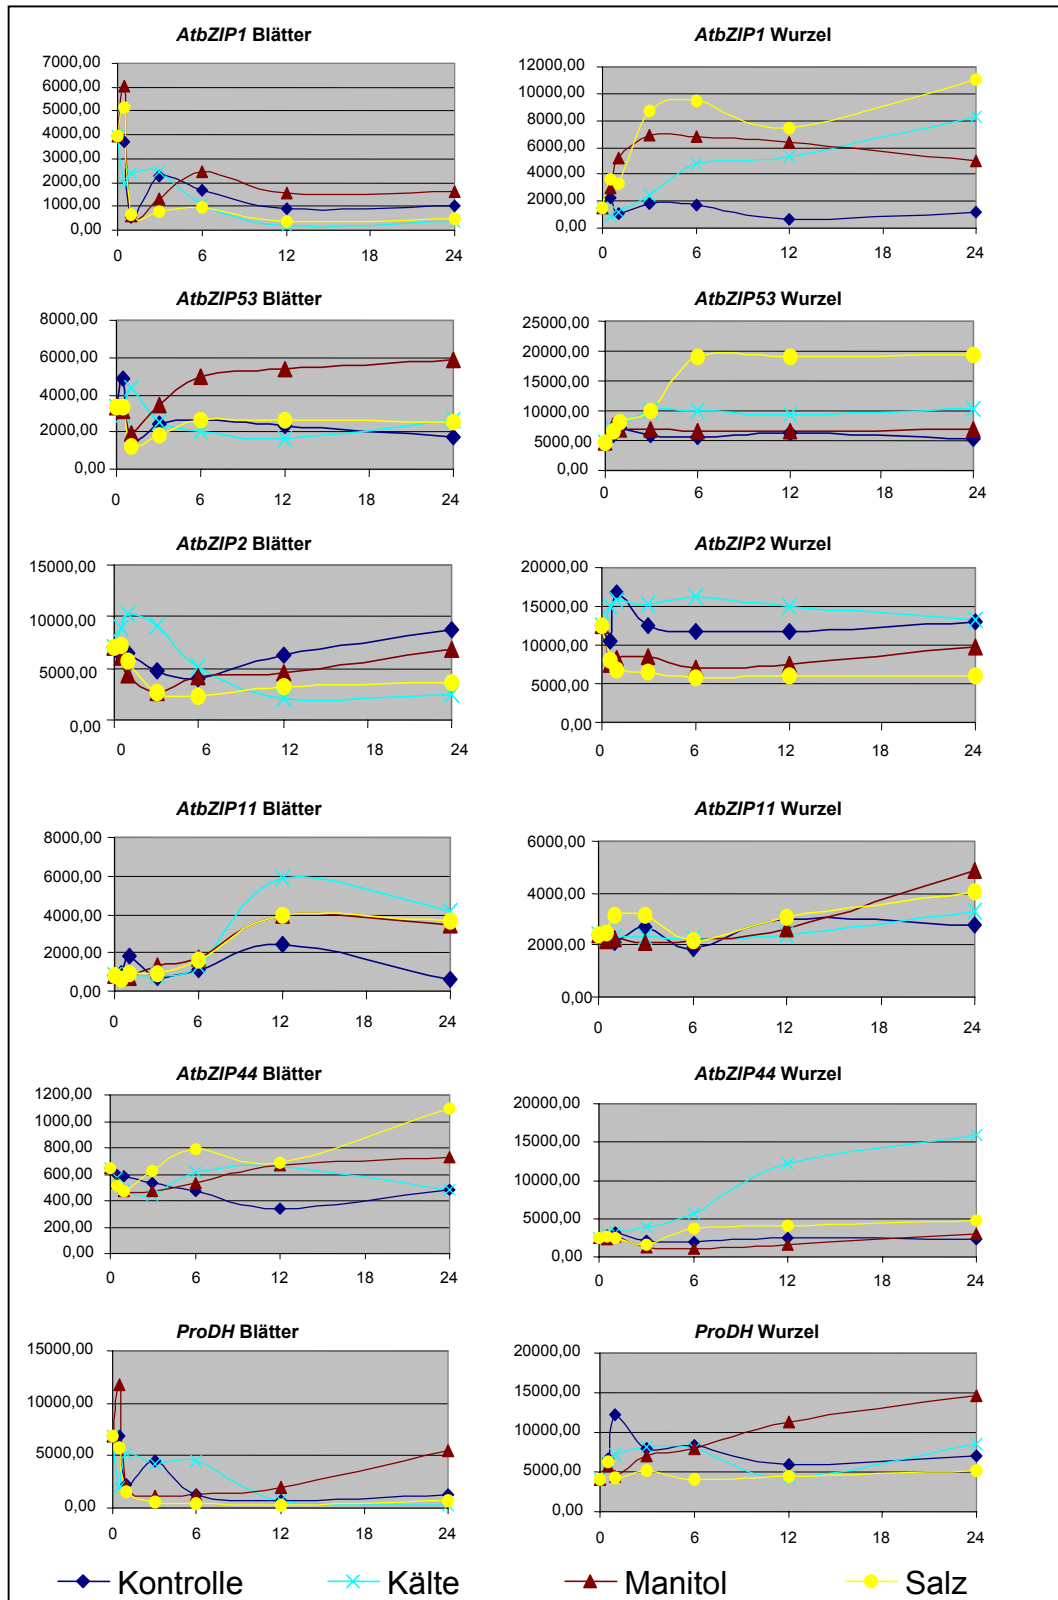 AtbZIP1 Blätter
7000,00
6000,00
5000,00
4000,00
3000,00
2000,00
1000,00
0,00
0 6 12 18 24
AtbZIP1 Wurzel
12000,00
10000,00
8000,00
6000,00
4000,00
2000,00
0,00
0 6 12 18 24
AtbZIP53 Blätter
8000,00
6000,00
4000,00
2000,00
0,00
0 6 12 18 24
AtbZIP53 Wurzel
25000,00
20000,00
15000,00
10000,00
5000,00
0,00
0 6 12 18 24
AtbZIP2 Blätter
15000,00
10000,00
5000,00
0,00
0 6 12 18 24
AtbZIP2 Wurzel
20000,00
15000,00
10000,00
5000,00
0,00
0 6 12 18 24
AtbZIP11 Blätter
8000,00
6000,00
4000,00
2000,00
0,00
0 6 12 18 24
AtbZIP11 Wurzel
6000,00
4000,00
2000,00
0,00
0 6 12 18 24
AtbZIP44 Blätter
1200,00
1000,00
800,00
600,00
400,00
200,00
0,00
0 6 12 18 24
AtbZIP44 Wurzel
20000,00
15000,00
10000,00
5000,00
0,00
0 6 12 18 24
ProDH Blätter
15000,00
10000,00
5000,00
0,00
0 6 12 18 24
ProDH Wurzel
20000,00
15000,00
10000,00
5000,00
0,00
0 6 12 18 24
Kontrolle Kälte Manitol Salz